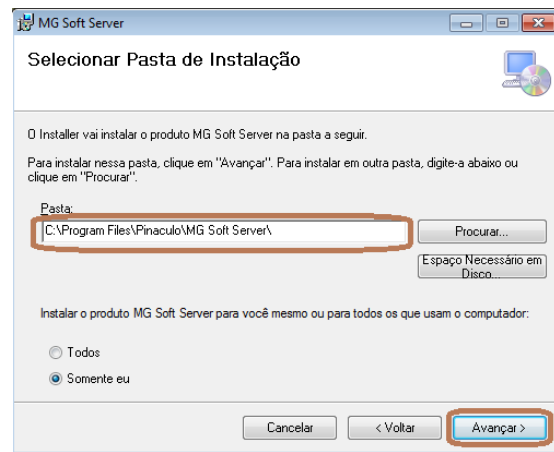 MG Soft Server
Selecionar Pasta de Instalação
O Installer vai instalar o produto MG Soft Server na pasta a seguir.
Para instalar nessa pasta, clique em "Avançar". Para instalar em outra pasta, digite-a abaixo ou
clique em "Procurar".
Pasta:
C:\Program Files\Pinaculo\MG Soft Server\
Procurar...
Espaço Necessário em
Disco...
Instalar o produto MG Soft Server para você mesmo ou para todos os que usam o computador:
Todos
Somente eu
Cancelar
< Voltar
Avançar >